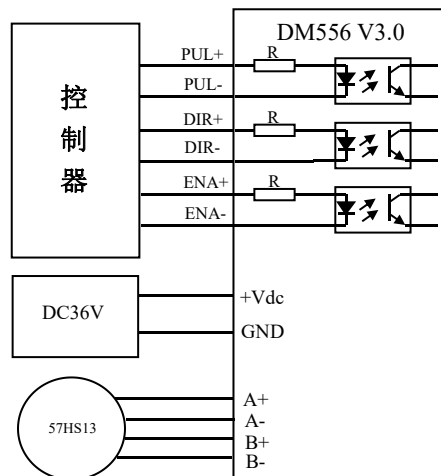 DM556 V3.0
控制器
PUL+
R
PUL-
DIR+
R
DIR-
ENA+
R
ENA-
DC36V
+Vdc
GND
57HS13
A+
A-
B+
B-